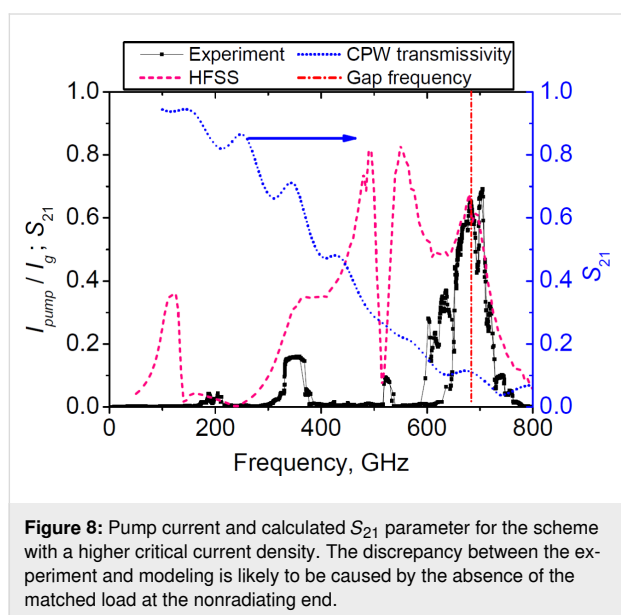 Experiment CPW transmissivity
HFSS Gap frequency
1.0 1.0
0.8 0.8
0.6 0.6
0.4 0.4
0.2 0.2
0.0 0.0
I_pump / I_g ; S_21
S_21
0 200 400 600 800
Frequency, GHz
Figure 8: Pump current and calculated S_21 parameter for the scheme
with a higher critical current density. The discrepancy between the ex-
periment and modeling is likely to be caused by the absence of the
matched load at the nonradiating end.